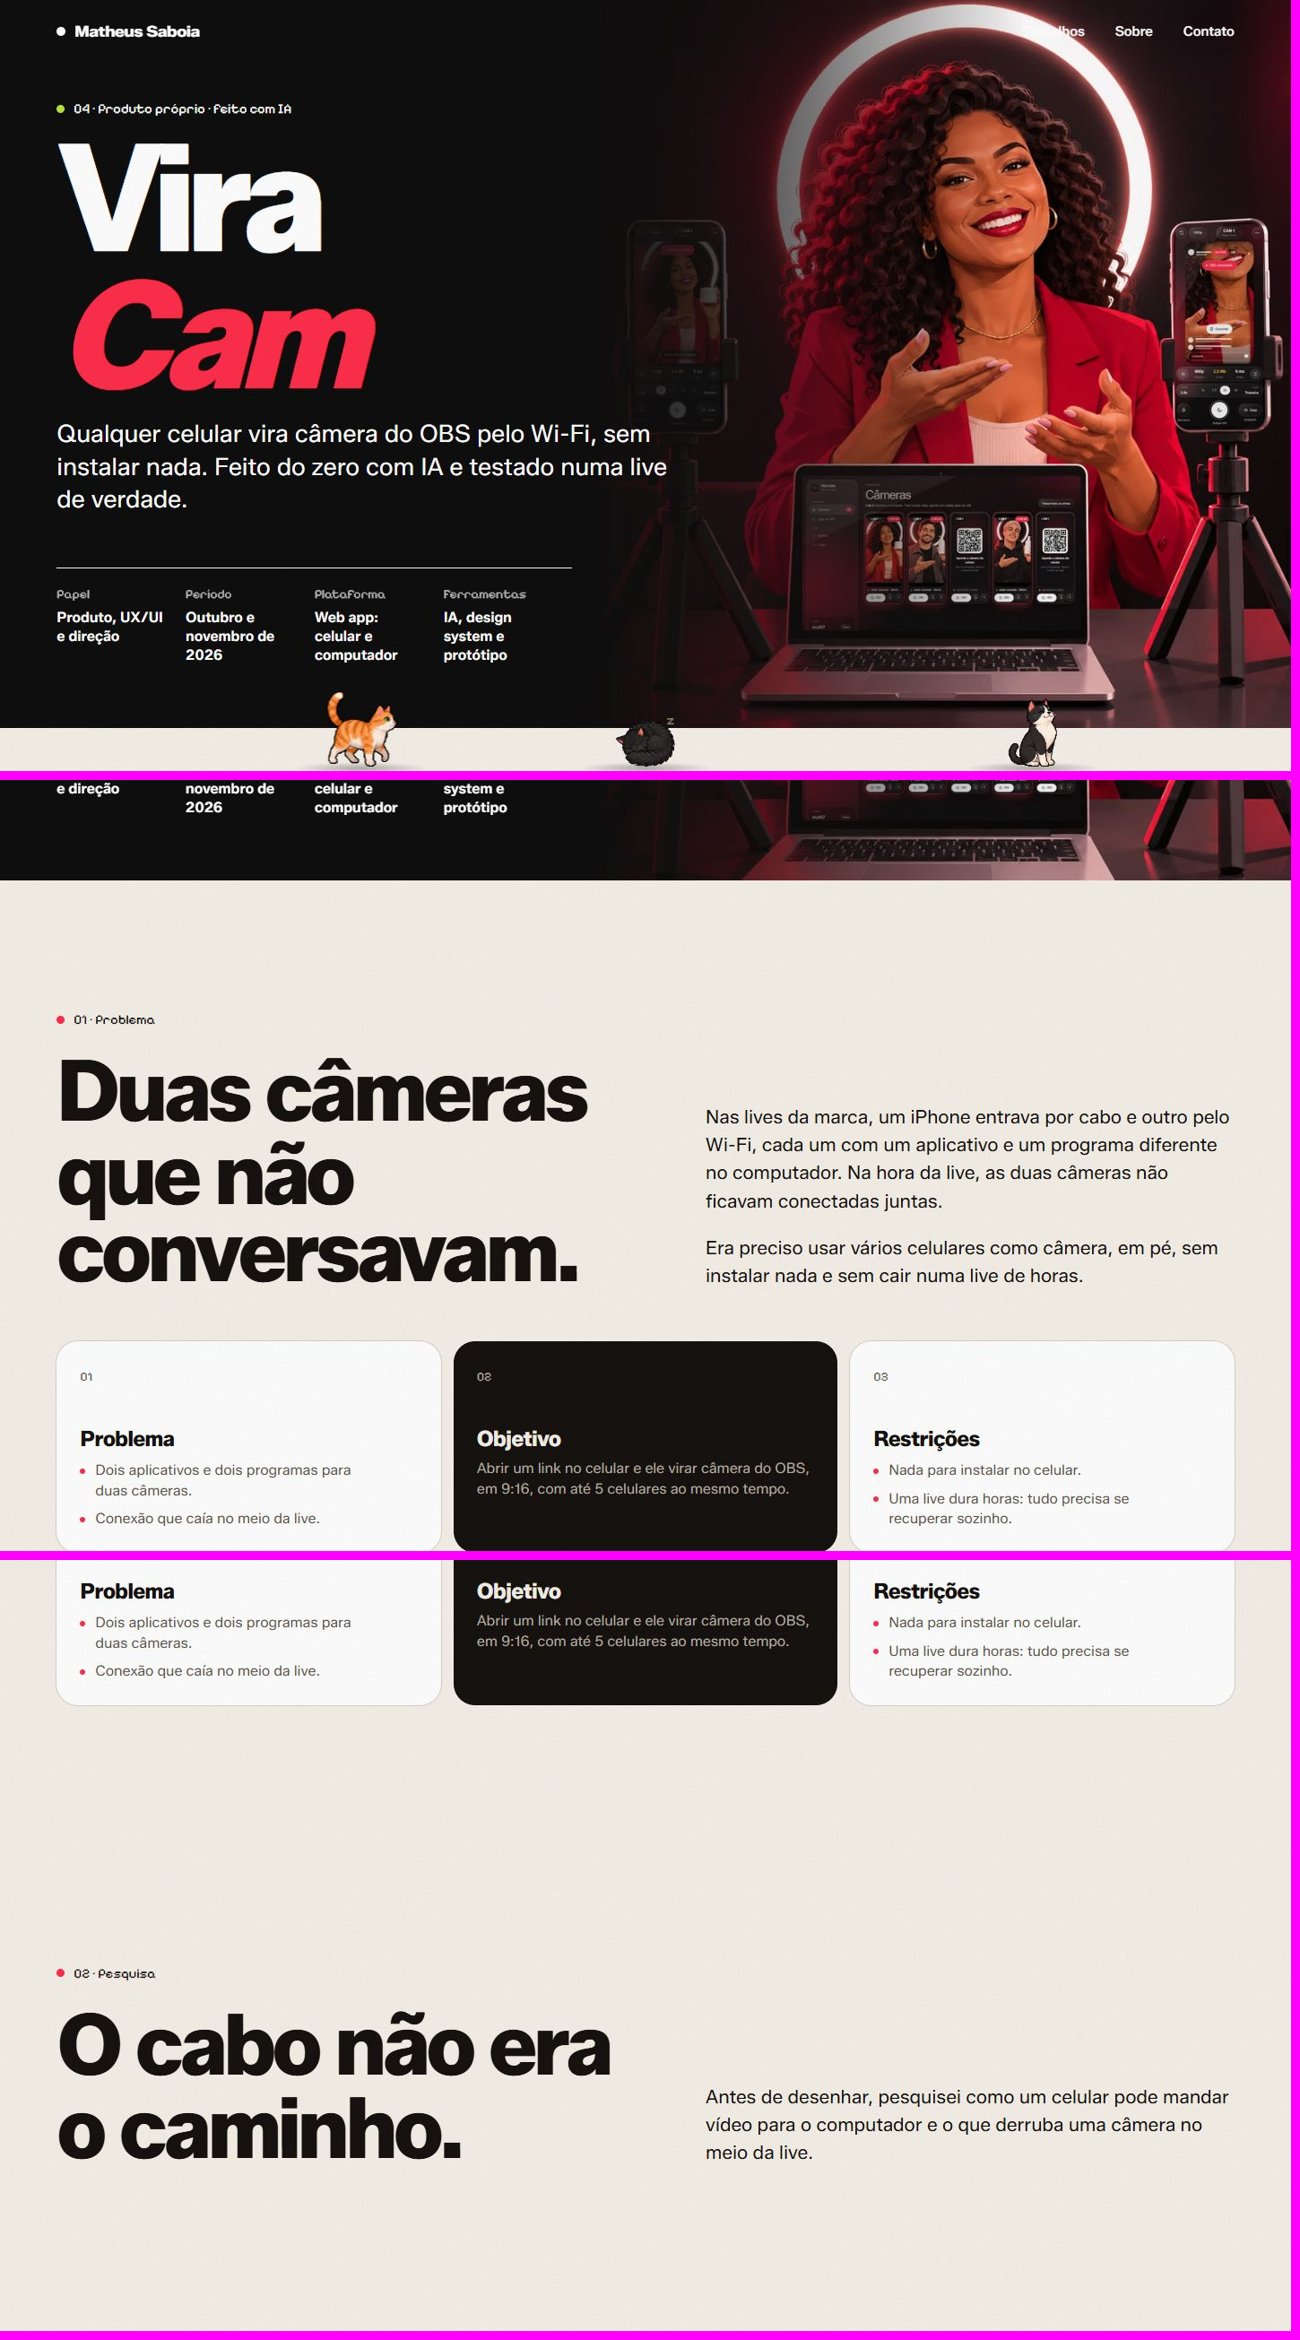 Matheus Saboia
Sobre
Contato
04 · Produto próprio · feito com IA
Vira
Cam
Qualquer celular vira câmera do OBS pelo Wi-Fi, sem
instalar nada. Feito do zero com IA e testado numa live
de verdade.
Câmeras
CAM 1
Papel
Produto, UX/UI
e direção
Período
Outubro e
novembro de
2026
Plataforma
Web app:
celular e
computador
Ferramentas
IA, design
system e
protótipo
z
e direção
novembro de
2026
celular e
computador
system e
protótipo
01 · Problema
Duas câmeras
que não
conversavam.
Nas lives da marca, um iPhone entrava por cabo e outro pelo
Wi-Fi, cada um com um aplicativo e um programa diferente
no computador. Na hora da live, as duas câmeras não
ficavam conectadas juntas.
Era preciso usar vários celulares como câmera, em pé, sem
instalar nada e sem cair numa live de horas.
01
Problema
Dois aplicativos e dois programas para
duas câmeras.
Conexão que caía no meio da live.
02
Objetivo
Abrir um link no celular e ele virar câmera do OBS,
em 9:16, com até 5 celulares ao mesmo tempo.
03
Restrições
Nada para instalar no celular.
Uma live dura horas: tudo precisa se
recuperar sozinho.
Problema
Dois aplicativos e dois programas para
duas câmeras.
Conexão que caía no meio da live.
Objetivo
Abrir um link no celular e ele virar câmera do OBS,
em 9:16, com até 5 celulares ao mesmo tempo.
Restrições
Nada para instalar no celular.
Uma live dura horas: tudo precisa se
recuperar sozinho.
02 · Pesquisa
O cabo não era
o caminho.
Antes de desenhar, pesquisei como um celular pode mandar
vídeo para o computador e o que derruba uma câmera no
meio da live.